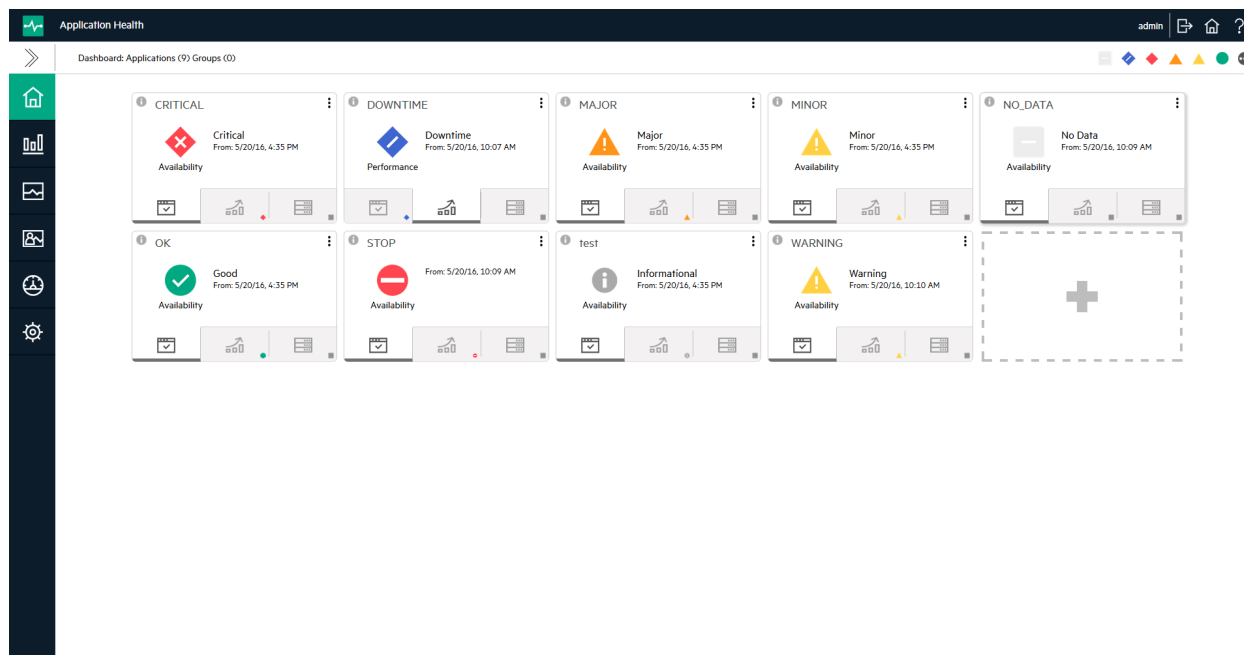 Application Health
admin
Dashboard: Applications (9) Groups (0)
CRITICAL
Critical
From: 5/20/16, 4:35 PM
Availability
DOWNTIME
Downtime
From: 5/20/16, 10:07 AM
Performance
MAJOR
Major
From: 5/20/16, 4:35 PM
Availability
MINOR
Minor
From: 5/20/16, 4:35 PM
Availability
NO_DATA
No Data
From: 5/20/16, 10:09 AM
Availability
OK
Good
From: 5/20/16, 4:35 PM
Availability
STOP
From: 5/20/16, 10:09 AM
Availability
test
Informational
From: 5/20/16, 4:35 PM
Availability
WARNING
Warning
From: 5/20/16, 10:10 AM
Availability